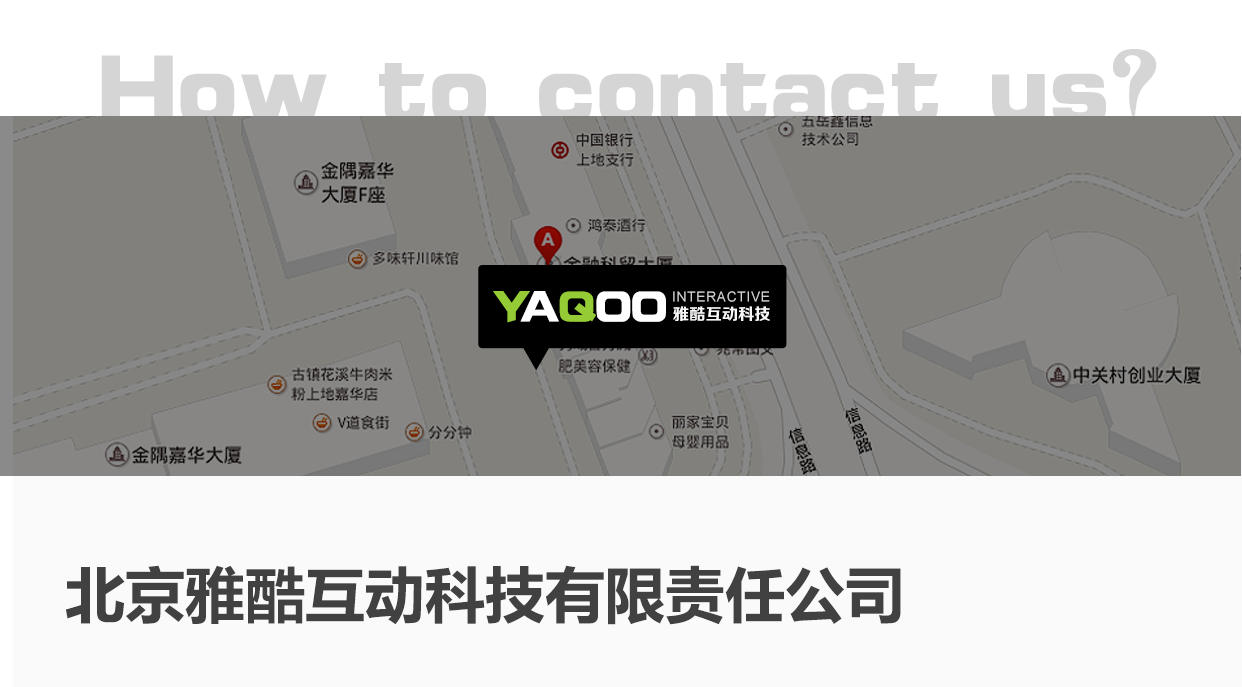 How to contact us?
五岳鑫信息
技术公司
中国银行
上地支行
金隅嘉华
大厦F座
鸿泰酒行
A
多味轩川味馆
金融科贸大厦
YAQOO INTERACTIVE
雅酷互动科技
肥美容保健
古镇花溪牛肉米
粉上地嘉华店
中关村创业大厦
V道食街
分分钟
丽家宝贝
母婴用品
信息路
信息路
金隅嘉华大厦
北京雅酷互动科技有限责任公司